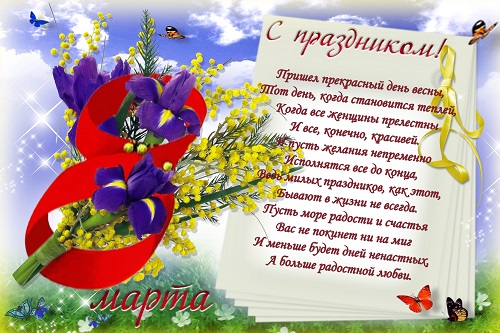 С праздником!
Пришел прекрасный день весны,
Тот день, когда становится теплей,
Когда все женщины прелестны
И все, конечно, красивей.
И пусть желания непременно
Исполнятся все до конца,
Ведь милых праздников, как этот,
Бывают в жизни не всегда.
Пусть море радости и счастья
Вас не покинет ни на миг
И меньше будет дней ненастных,
А больше радостной любви.
8
марта